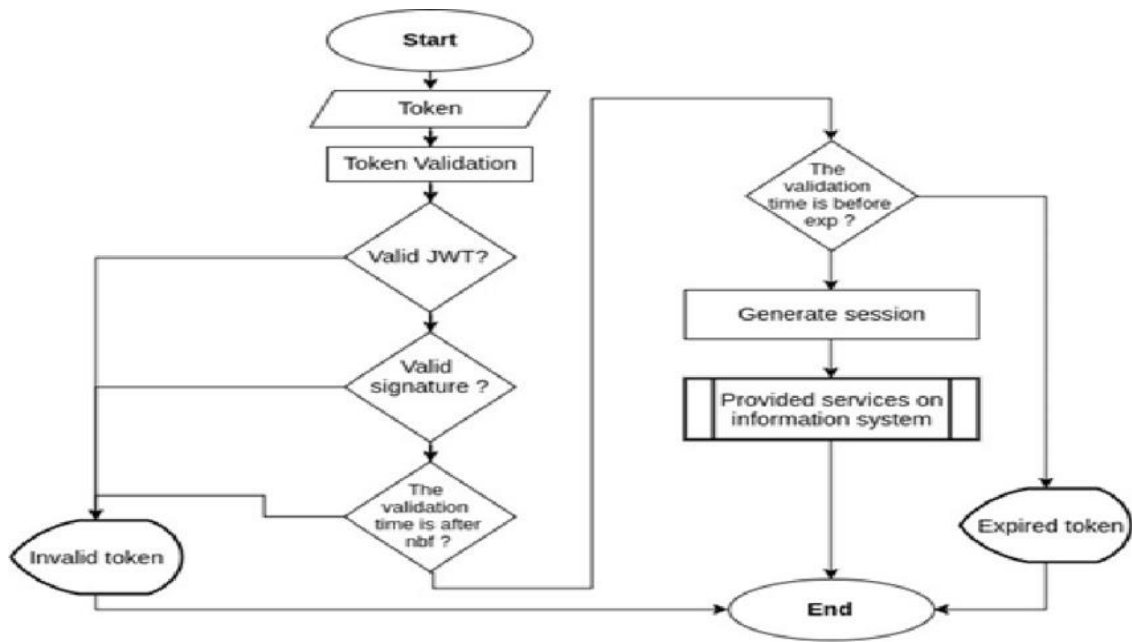 Start
Token
Token Validation
Valid JWT?
Valid
signature ?
The
validation
time is after
nbf ?
Invalid token
The
validation
time is before
exp ?
Generate session
Provided services on
information system
Expired token
End